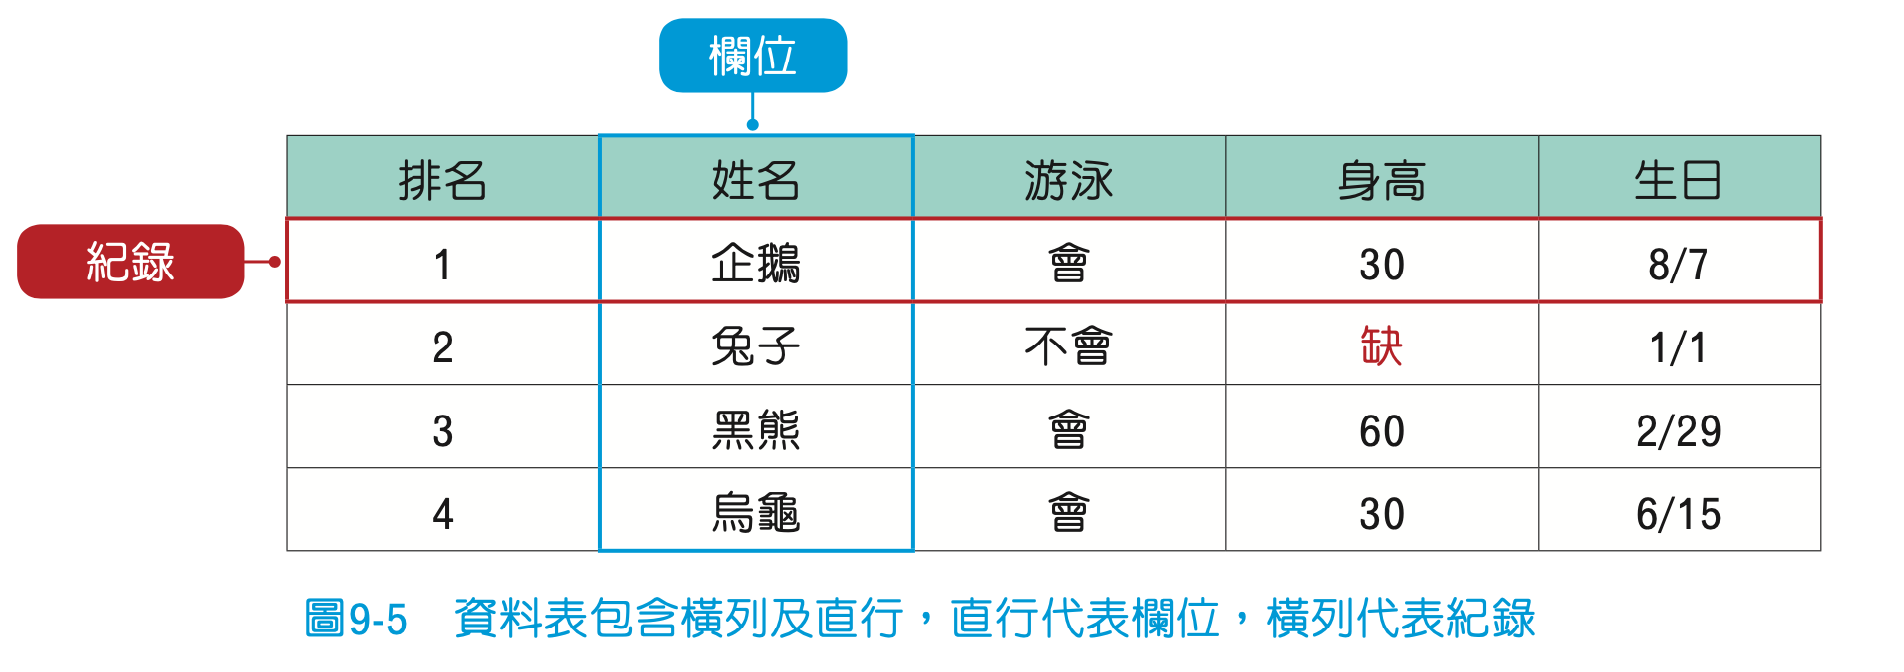 欄位
排名 姓名 游泳 身高 生日
紀錄
1 企鵝 會 30 8/7
2 兔子 不會 缺 1/1
3 黑熊 會 60 2/29
4 烏龜 會 30 6/15
圖9-5 資料表包含橫列及直行，直行代表欄位，橫列代表紀錄